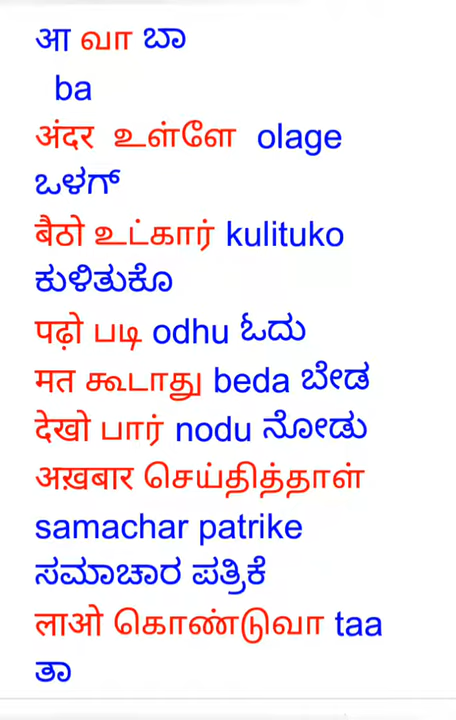 आ வா ಬಾ
ba
अंदर உள்ளே olage
ಒಳಗ್
बैठो உட்கார் kulituko
ಕುಳಿತುಕೊ
पढ़ो படி odhu ಓದು
मत கூடாது beda ಬೇಡ
देखो பார் nodu ನೋಡು
अख़बार செய்தித்தாள்
samachar patrike
ಸಮಾಚಾರ ಪತ್ರಿಕೆ
लाओ கொண்டுவா taa
ತಾ